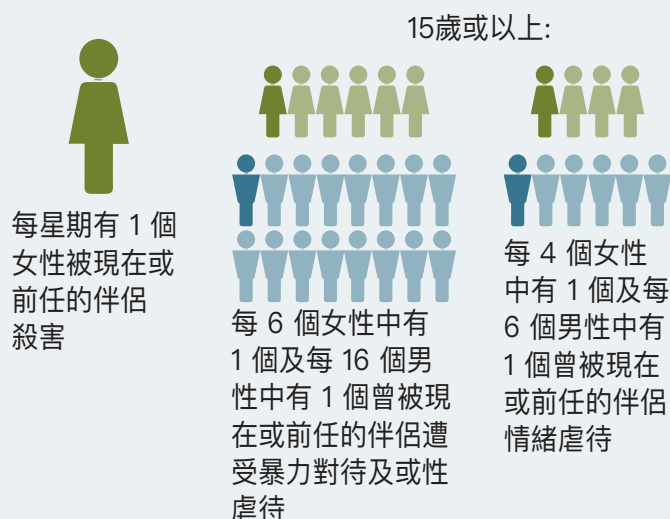 15歲或以上:
每星期有 1 個
女性被現在或
前任的伴侶
殺害
每 6 個女性中有
1 個及每 16 個男
性中有 1 個曾被現
在或前任的伴侶遭
受暴力對待及或性
虐待
每 4 個女性
中有 1 個及每
6 個男性中有
1 個曾被現在
或前任的伴侶
情緒虐待